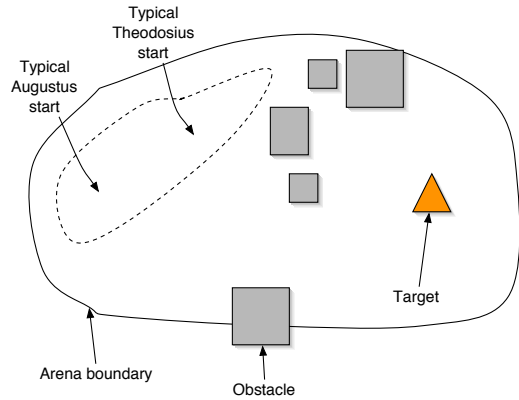 Typical
Theodosius
start
Typical
Augustus
start
Target
Arena boundary
Obstacle